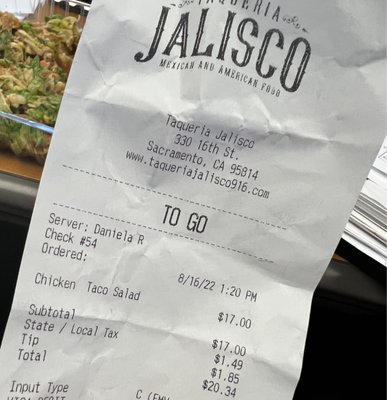 TAQUERIA
JALISCO
MEXICAN AND AMERICAN FOOD
Taqueria Jalisco
330 16th St.
Sacramento, CA 95814
www.taqueriajalisco916.com
TO GO
Server: Daniela R
Check #54
Ordered: 8/16/22 1:20 PM
Chicken Taco Salad $17.00
Subtotal $17.00
State / Local Tax $1.49
Tip $1.85
Total $20.34
Input Type C (EMV